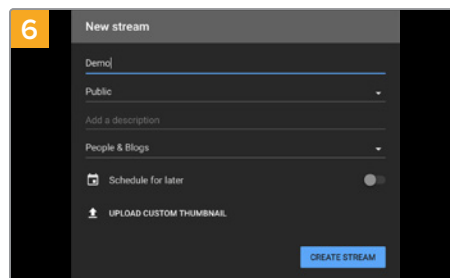 6
New stream
Demo
Public
Add a description
People & Blogs
Schedule for later
UPLOAD CUSTOM THUMBNAIL
CREATE STREAM